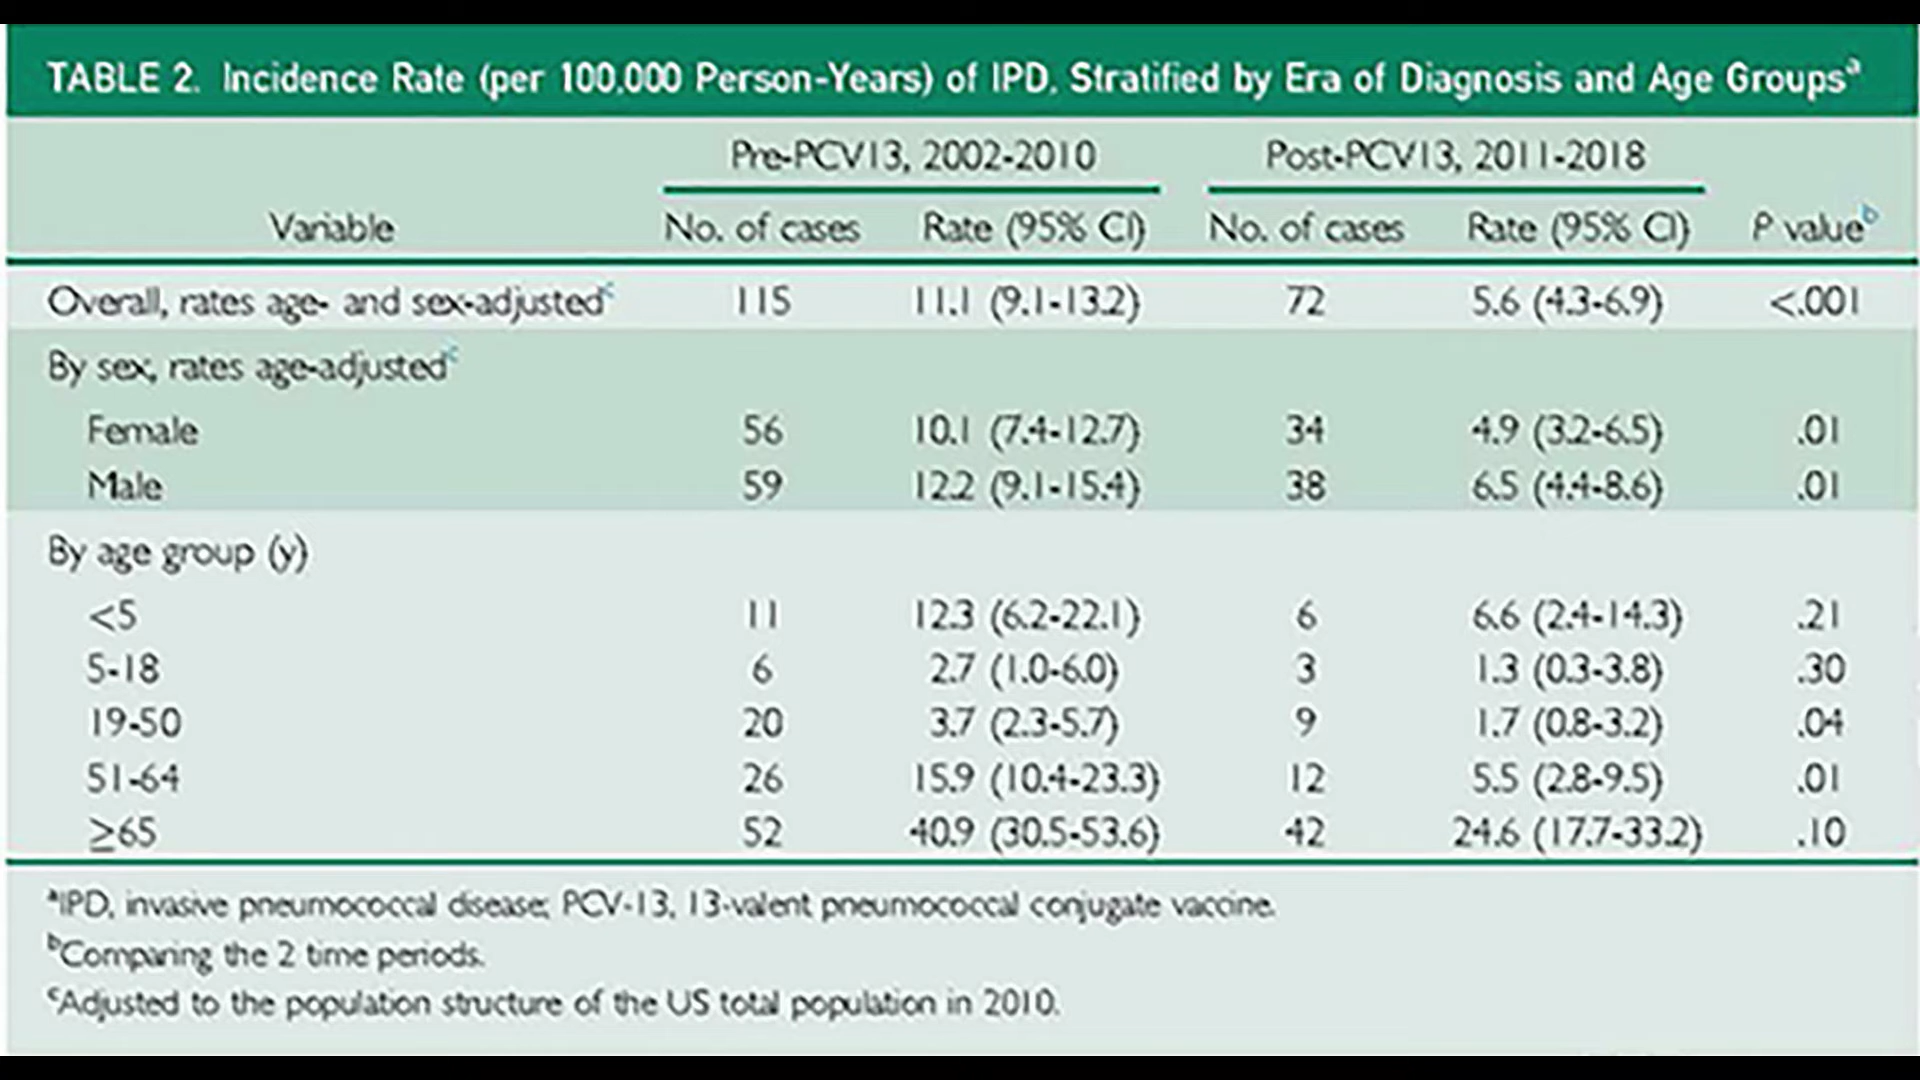 TABLE 2. Incidence Rate (per 100,000 Person-Years) of IPD, Stratified by Era of Diagnosis and Age Groupsᵃ
Pre-PCV13, 2002-2010 Post-PCV13, 2011-2018
Variable No. of cases Rate (95% CI) No. of cases Rate (95% CI) P valueᵇ
Overall, rates age- and sex-adjustedᶜ 115 11.1 (9.1-13.2) 72 5.6 (4.3-6.9) <.001
By sex, rates age-adjustedᶜ
Female 56 10.1 (7.4-12.7) 34 4.9 (3.2-6.5) .01
Male 59 12.2 (9.1-15.4) 38 6.5 (4.4-8.6) .01
By age group (y)
<5 11 12.3 (6.2-22.1) 6 6.6 (2.4-14.3) .21
5-18 6 2.7 (1.0-6.0) 3 1.3 (0.3-3.8) .30
19-50 20 3.7 (2.3-5.7) 9 1.7 (0.8-3.2) .04
51-64 26 15.9 (10.4-23.3) 12 5.5 (2.8-9.5) .01
≥65 52 40.9 (30.5-53.6) 42 24.6 (17.7-33.2) .10
ᵃIPD, invasive pneumococcal disease; PCV-13, 13-valent pneumococcal conjugate vaccine.
ᵇComparing the 2 time periods.
ᶜAdjusted to the population structure of the US total population in 2010.